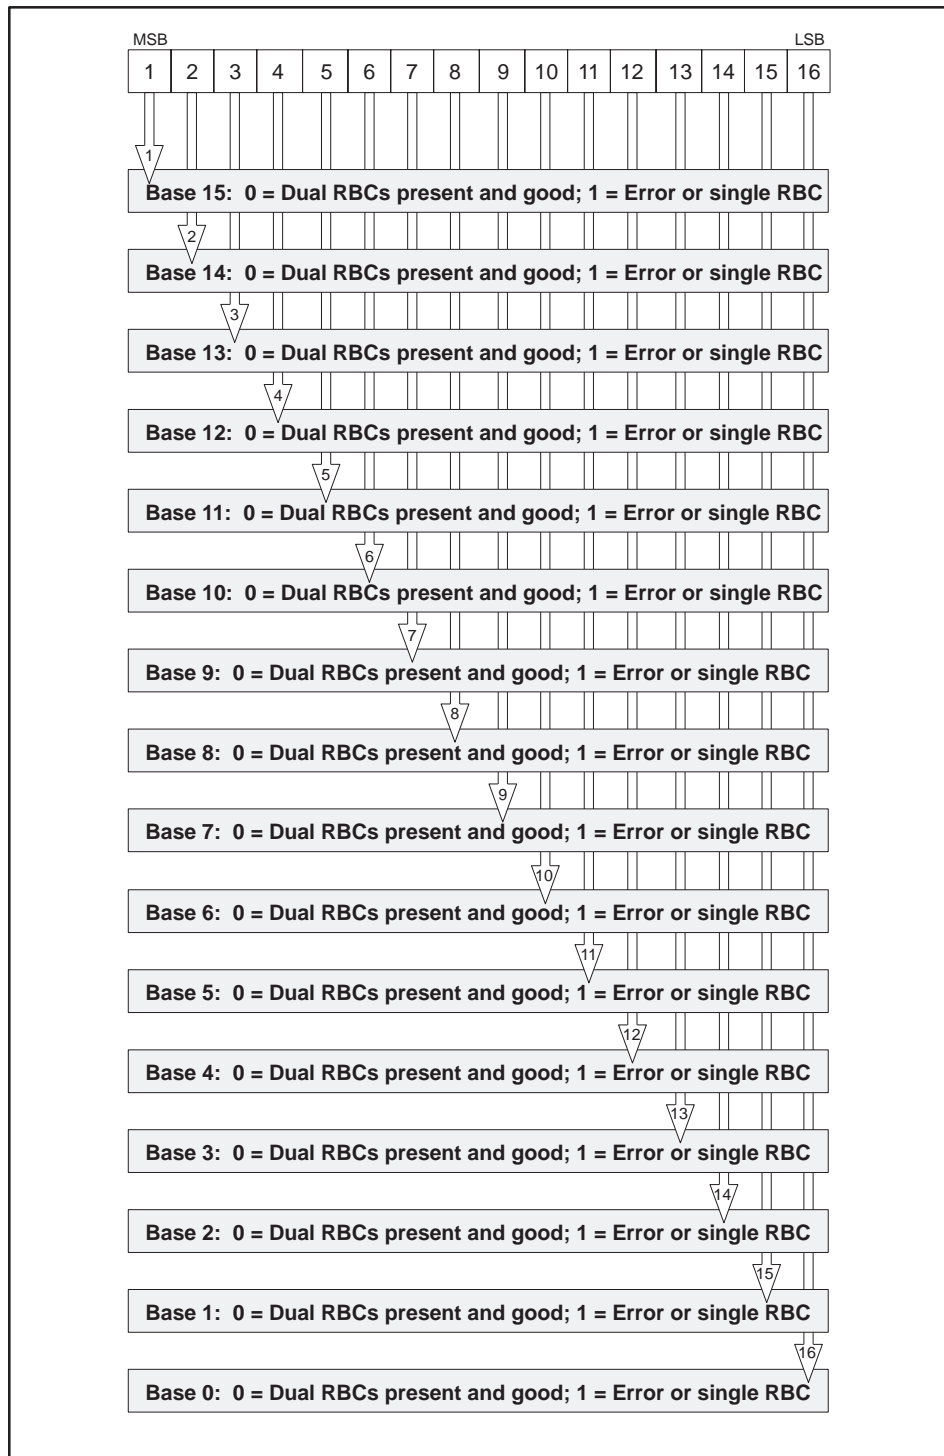 MSB LSB
1 2 3 4 5 6 7 8 9 10 11 12 13 14 15 16
1
Base 15: 0 = Dual RBCs present and good; 1 = Error or single RBC
2
Base 14: 0 = Dual RBCs present and good; 1 = Error or single RBC
3
Base 13: 0 = Dual RBCs present and good; 1 = Error or single RBC
4
Base 12: 0 = Dual RBCs present and good; 1 = Error or single RBC
5
Base 11: 0 = Dual RBCs present and good; 1 = Error or single RBC
6
Base 10: 0 = Dual RBCs present and good; 1 = Error or single RBC
7
Base 9: 0 = Dual RBCs present and good; 1 = Error or single RBC
8
Base 8: 0 = Dual RBCs present and good; 1 = Error or single RBC
9
Base 7: 0 = Dual RBCs present and good; 1 = Error or single RBC
10
Base 6: 0 = Dual RBCs present and good; 1 = Error or single RBC
11
Base 5: 0 = Dual RBCs present and good; 1 = Error or single RBC
12
Base 4: 0 = Dual RBCs present and good; 1 = Error or single RBC
13
Base 3: 0 = Dual RBCs present and good; 1 = Error or single RBC
14
Base 2: 0 = Dual RBCs present and good; 1 = Error or single RBC
15
Base 1: 0 = Dual RBCs present and good; 1 = Error or single RBC
16
Base 0: 0 = Dual RBCs present and good; 1 = Error or single RBC